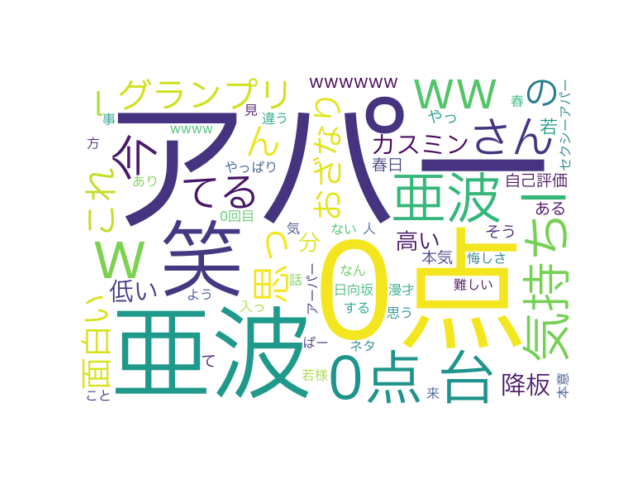 wwwwww
グランプリ
ww
の
春
セクシーアパー
見
やっ
若
事
wwww
違う
アパー
カスミン
さん
方
今
ん
おぎなり
春日
やっぱり
これ
あり
てる
亜波
自己評価
ー
0回目
ある
笑
思っ
気
ない
人
高い
そう
分
0点
本気
悔しさ
w
話
なん
気持ち
低い
よう
アーパー
日向坂
漫才
難しい
入っ
する
思う
面白い
亜波
ぱー
ネタ
て
0点
台
若様
降板
本意
こと
来